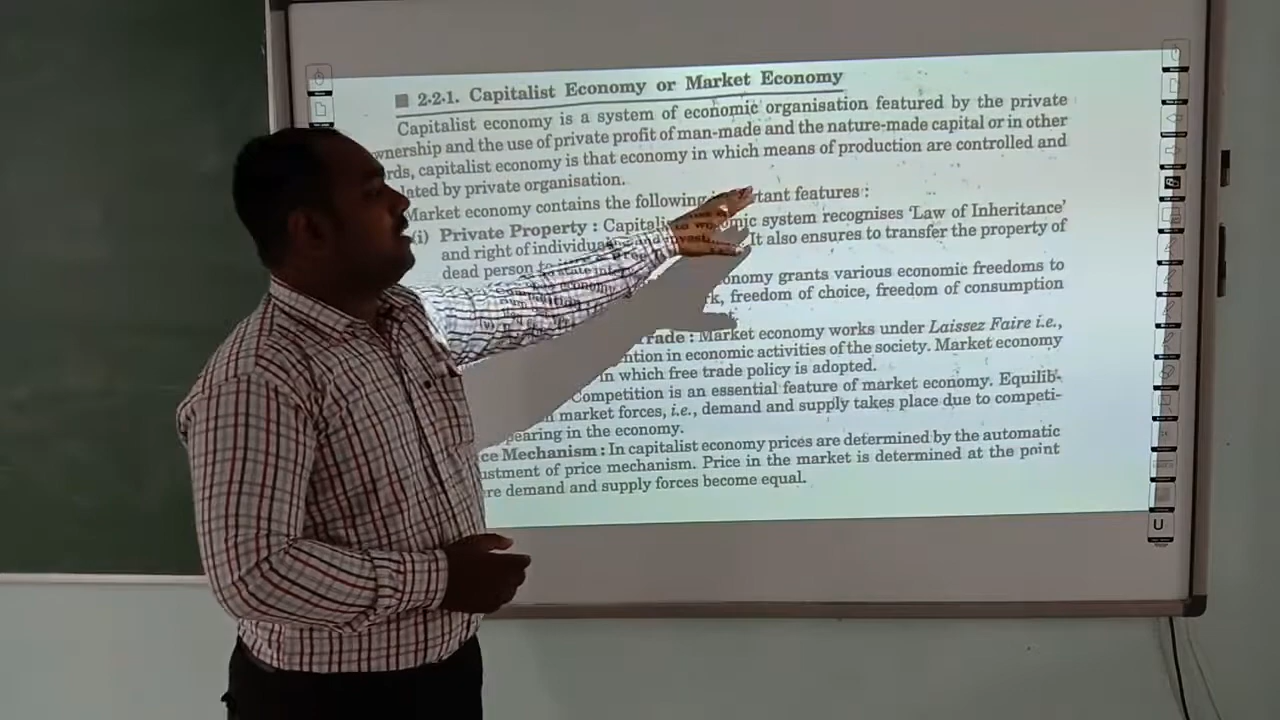 2·2·1. Capitalist Economy or Market Economy
Capitalist economy is a system of economic organisation featured by the private
wnership and the use of private profit of man-made and the nature-made capital or in other
rds, capitalist economy is that economy in which means of production are controlled and
lated by private organisation.
Market economy contains the following tant features :
(i) Private Property : Capitalis omic system recognises 'Law of Inheritance'
and right of individua It also ensures to transfer the property of
dead person to
onomy grants various economic freedoms to
k, freedom of choice, freedom of consumption
rade : Market economy works under Laissez Faire i.e.,
ntion in economic activities of the society. Market economy
in which free trade policy is adopted.
Competition is an essential feature of market economy. Equilib-
market forces, i.e., demand and supply takes place due to competi-
pearing in the economy.
ce Mechanism : In capitalist economy prices are determined by the automatic
ustment of price mechanism. Price in the market is determined at the point
re demand and supply forces become equal.
U